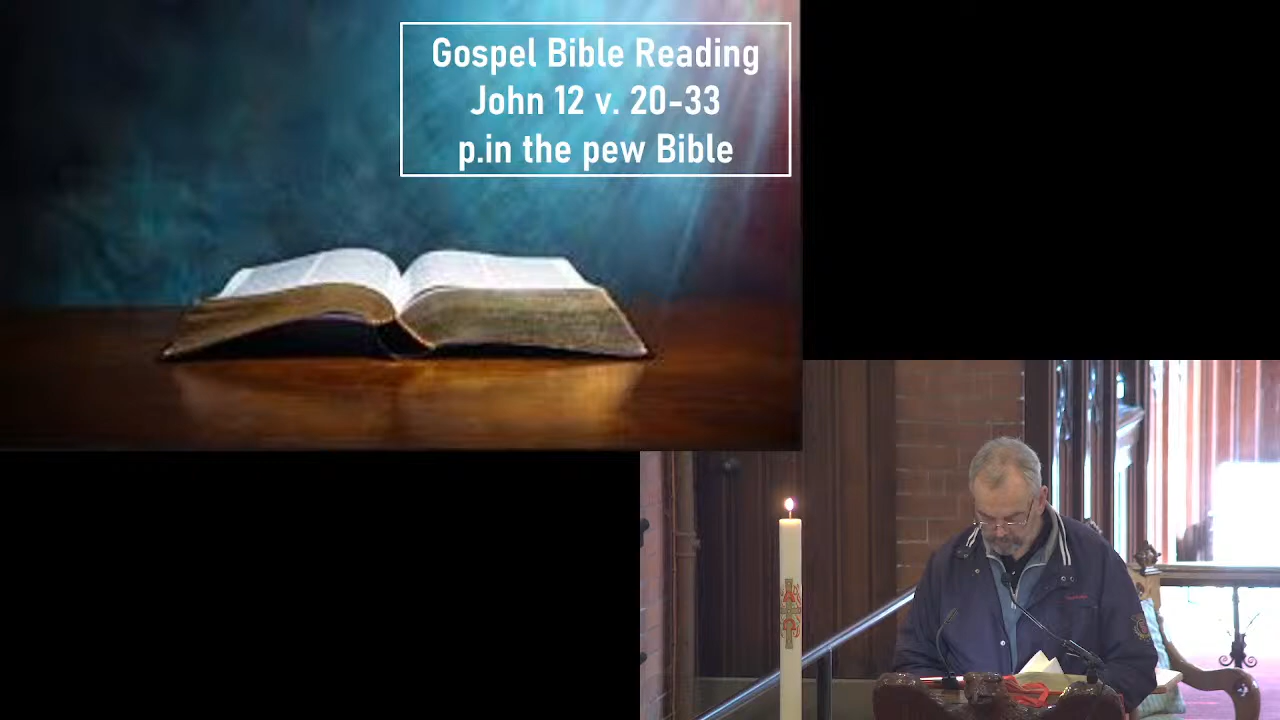 Gospel Bible Reading
John 12 v. 20-33
p.in the pew Bible